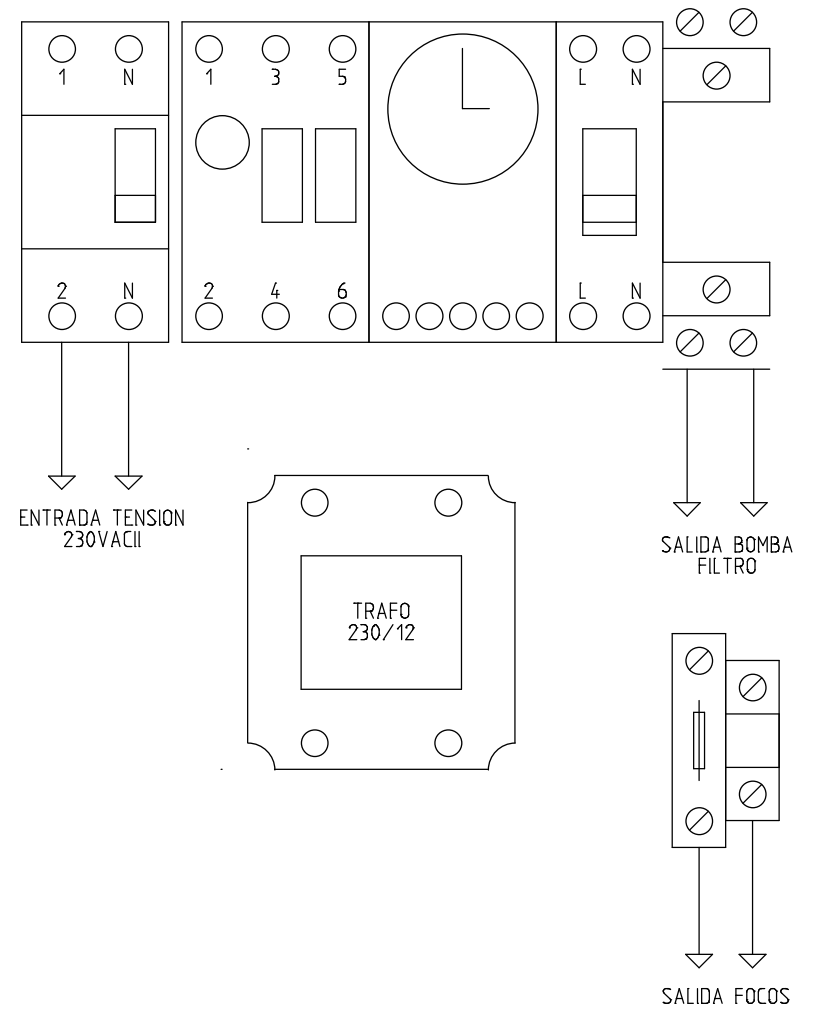 1 N 1 3 5 L N
2 N 2 4 6 L N
ENTRADA TENSION
230VACII
SALIDA BOMBA
FILTRO
TRAFO
230/12
SALIDA FOCOS